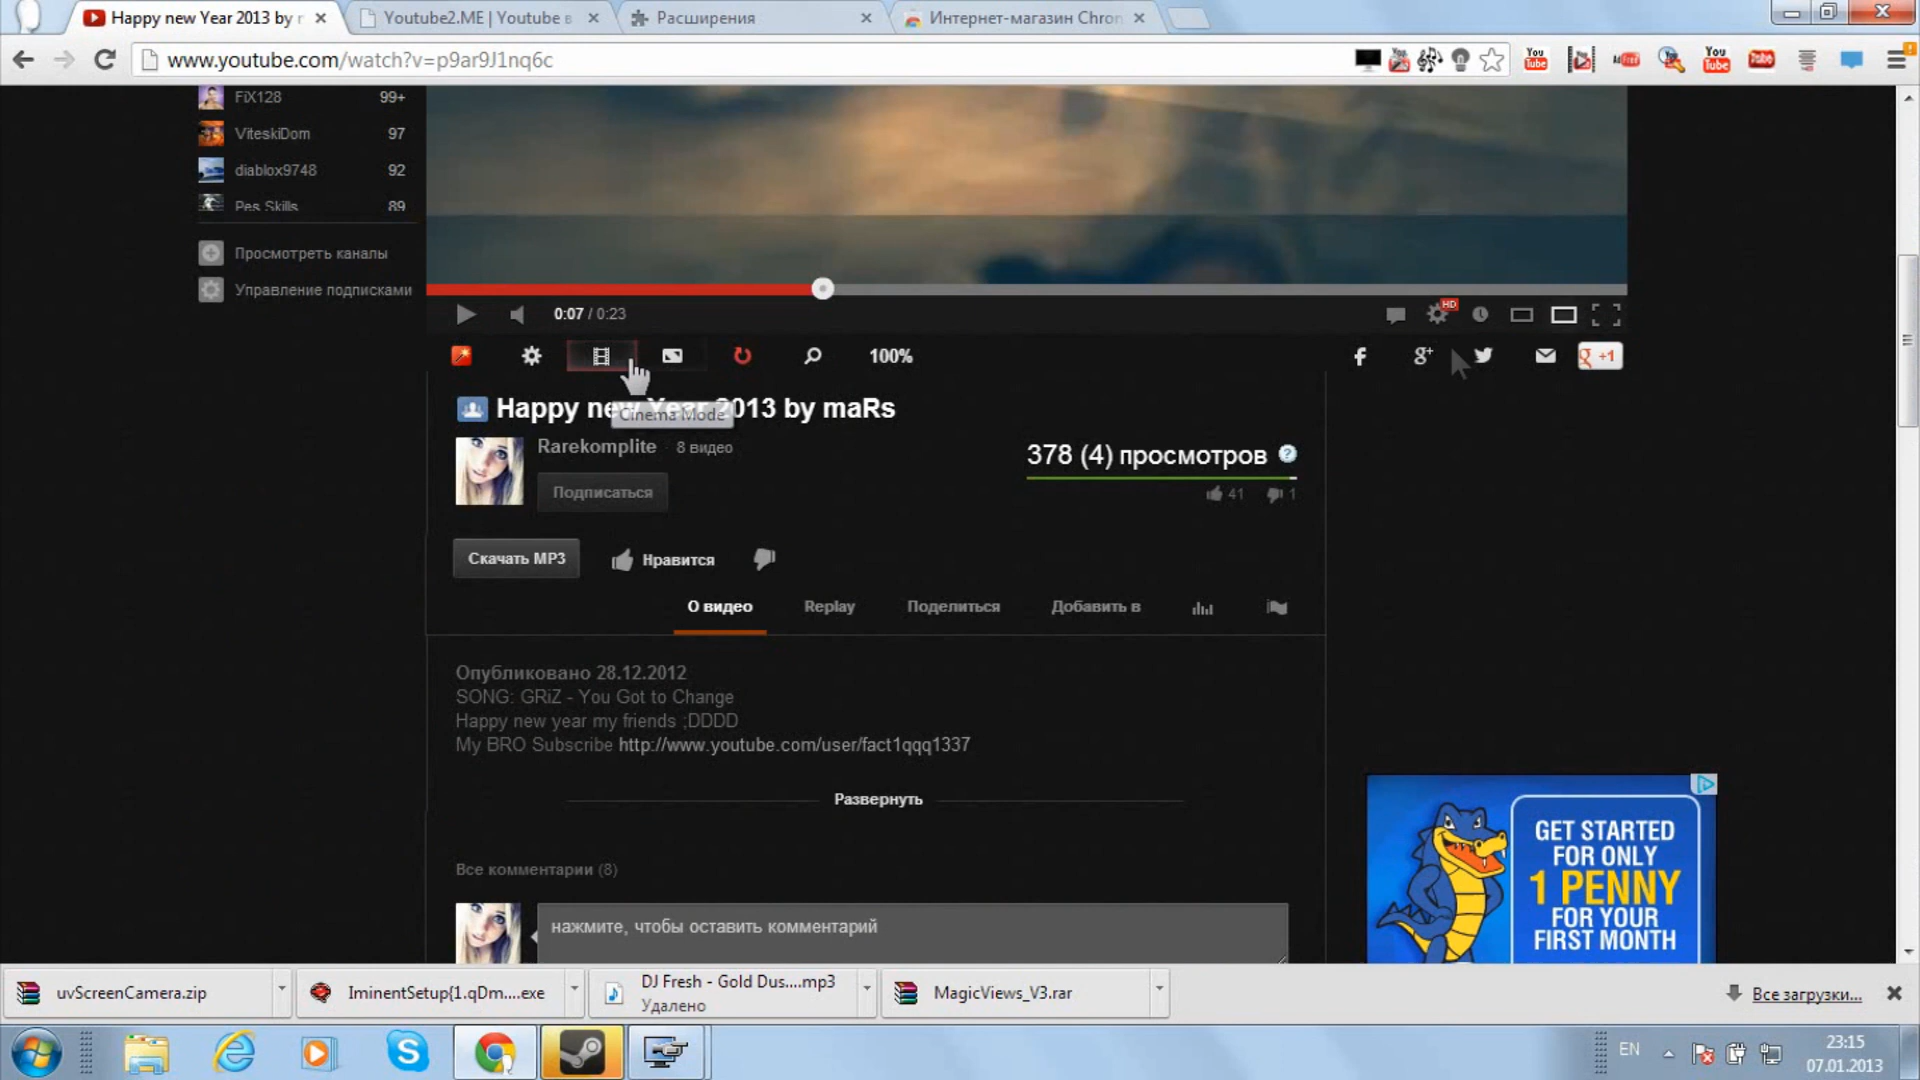 Happy new Year 2013 by r
Youtube2.ME | Youtube в
Расширения
Интернет-магазин Chron
www.youtube.com/watch?v=p9ar9J1nq6c
FiX128 99+
ViteskiDom 97
diablox9748 92
Pes Skills 89
Просмотреть каналы
Управление подписками
0:07 / 0:23
HD
100%
g +1
Happy new Year 2013 by maRs
Cinema Mode
Rarekomplite 8 видео
Подписаться
378 (4) просмотров
41 1
Скачать MP3
Нравится
О видео Replay Поделиться Добавить в
Опубликовано 28.12.2012
SONG: GRiZ - You Got to Change
Happy new year my friends ;DDDD
My BRO Subscribe http://www.youtube.com/user/fact1qqq1337
Развернуть
Все комментарии (8)
нажмите, чтобы оставить комментарий
GET STARTED
FOR ONLY
1 PENNY
FOR YOUR
FIRST MONTH
uvScreenCamera.zip
IminentSetup{1.qDm....exe
DJ Fresh - Gold Dus....mp3
Удалено
MagicViews_V3.rar
Все загрузки...
EN
23:15
07.01.2013